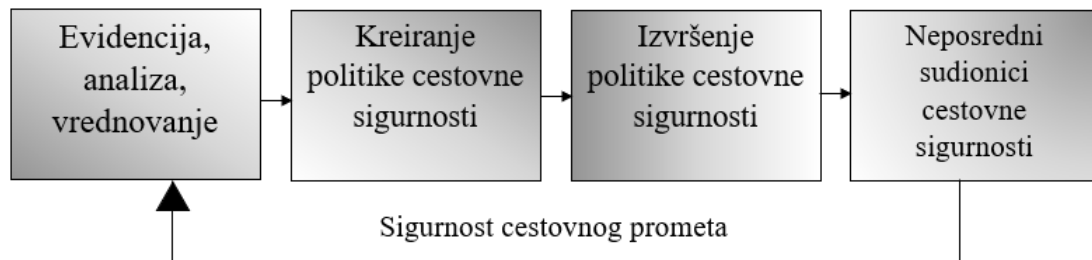 Evidencija,
analiza,
vrednovanje
Kreiranje
politike cestovne
sigurnosti
Izvršenje
politike cestovne
sigurnosti
Neposredni
sudionici
cestovne
sigurnosti
Sigurnost cestovnog prometa